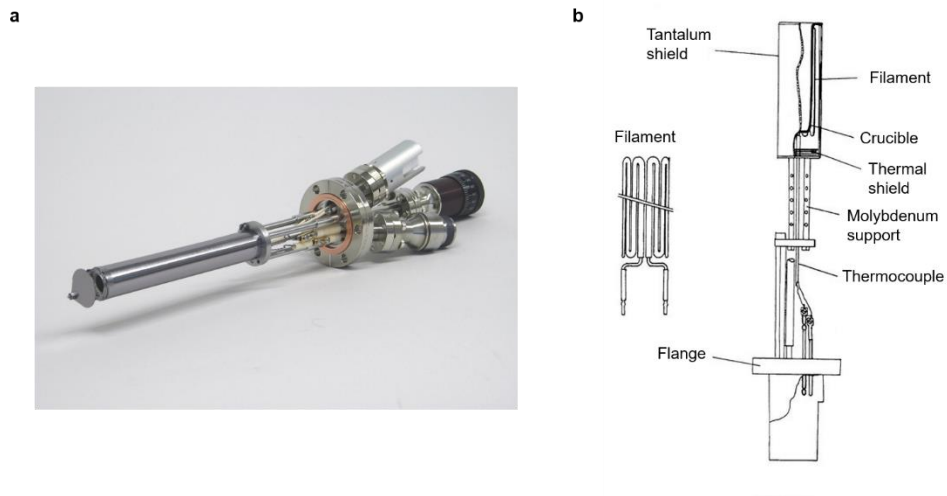 a
b
Tantalum
shield
Filament
Crucible
Filament
Thermal
shield
Molybdenum
support
Thermocouple
Flange